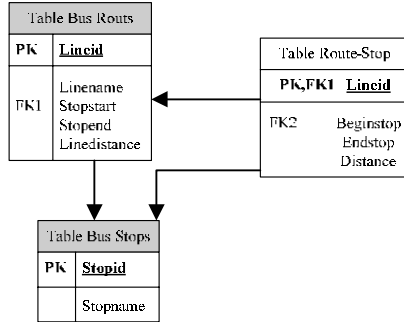 Table Bus Routs
PK Lineid
Linename
FK1 Stopstart
Stopend
Linedistance
Table Route-Stop
PK,FK1 Lineid
FK2 Beginstop
Endstop
Distance
Table Bus Stops
PK Stopid
Stopname